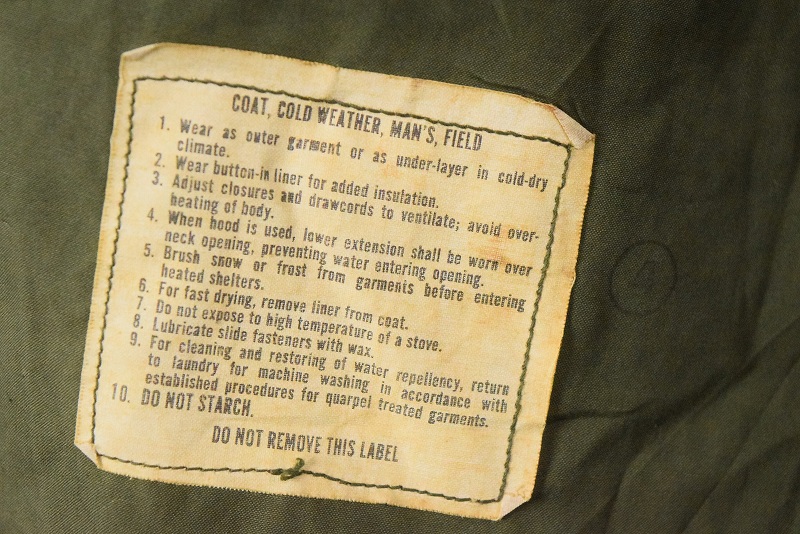 COAT, COLD WEATHER, MAN'S, FIELD
1. Wear as outer garment or as under-layer in cold-dry
climate.
2. Wear button-in liner for added insulation.
3. Adjust closures and drawcords to ventilate; avoid over-
heating of body.
4. When hood is used, lower extension shall be worn over
neck opening, preventing water entering opening.
5. Brush snow or frost from garments before entering
heated shelters.
6. For fast drying, remove liner from coat.
7. Do not expose to high temperature of a stove.
8. Lubricate slide fasteners with wax.
9. For cleaning and restoring of water repellency, return
to laundry for machine washing in accordance with
established procedures for quarpel treated garments.
10. DO NOT STARCH.
DO NOT REMOVE THIS LABEL